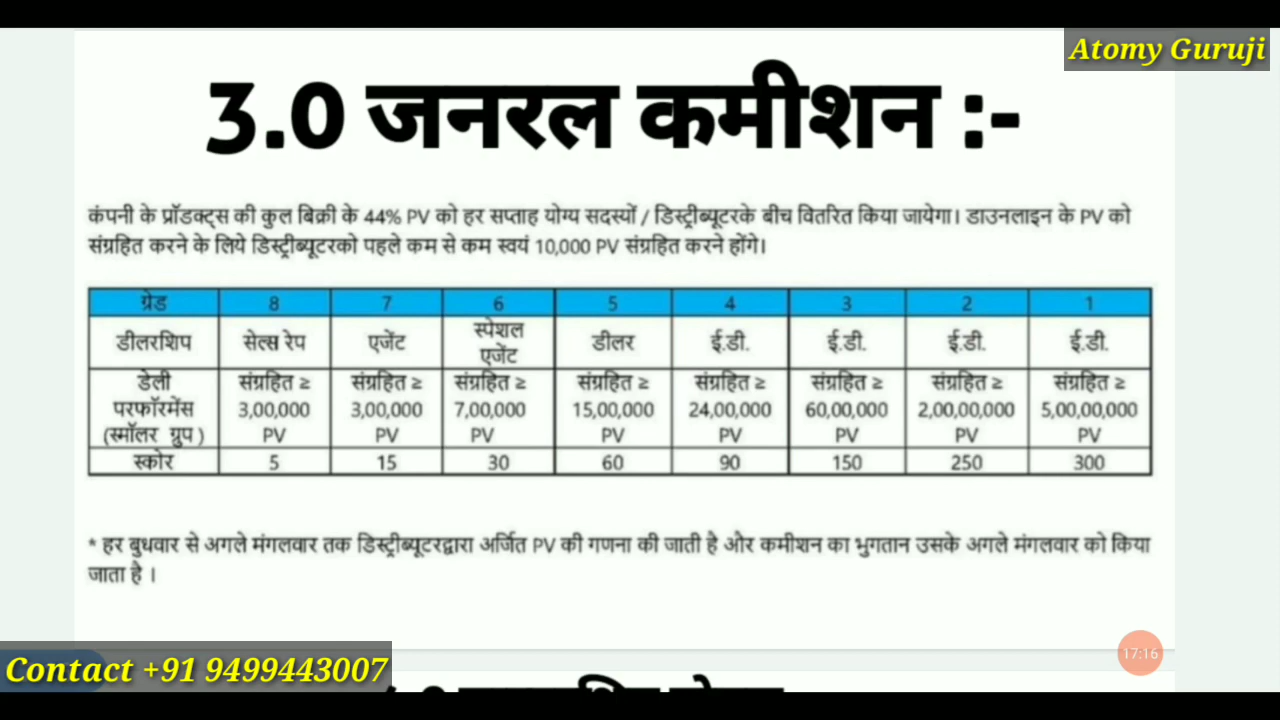 Atomy Guruji
3.0 जनरल कमीशन :-
कंपनी के प्रॉडक्ट्स की कुल बिक्री के 44% PV को हर सप्ताह योग्य सदस्यों / डिस्ट्रीब्यूटरके बीच वितरित किया जायेगा। डाउनलाइन के PV को
संग्रहित करने के लिये डिस्ट्रीब्यूटरको पहले कम से कम स्वयं 10,000 PV संग्रहित करने होंगे।
ग्रेड 8 7 6 5 4 3 2 1
डीलरशिप सेल्स रेप एजेंट स्पेशल एजेंट डीलर ई.डी. ई.डी. ई.डी. ई.डी.
डेली संग्रहित ≥ संग्रहित ≥ संग्रहित ≥ संग्रहित ≥ संग्रहित ≥ संग्रहित ≥ संग्रहित ≥ संग्रहित ≥
परफॉरमेंस 3,00,000 3,00,000 7,00,000 15,00,000 24,00,000 60,00,000 2,00,00,000 5,00,00,000
(स्मॉलर ग्रुप ) PV PV PV PV PV PV PV PV
स्कोर 5 15 30 60 90 150 250 300
* हर बुधवार से अगले मंगलवार तक डिस्ट्रीब्यूटरद्वारा अर्जित PV की गणना की जाती है और कमीशन का भुगतान उसके अगले मंगलवार को किया
जाता है ।
17:16
Contact +91 9499443007